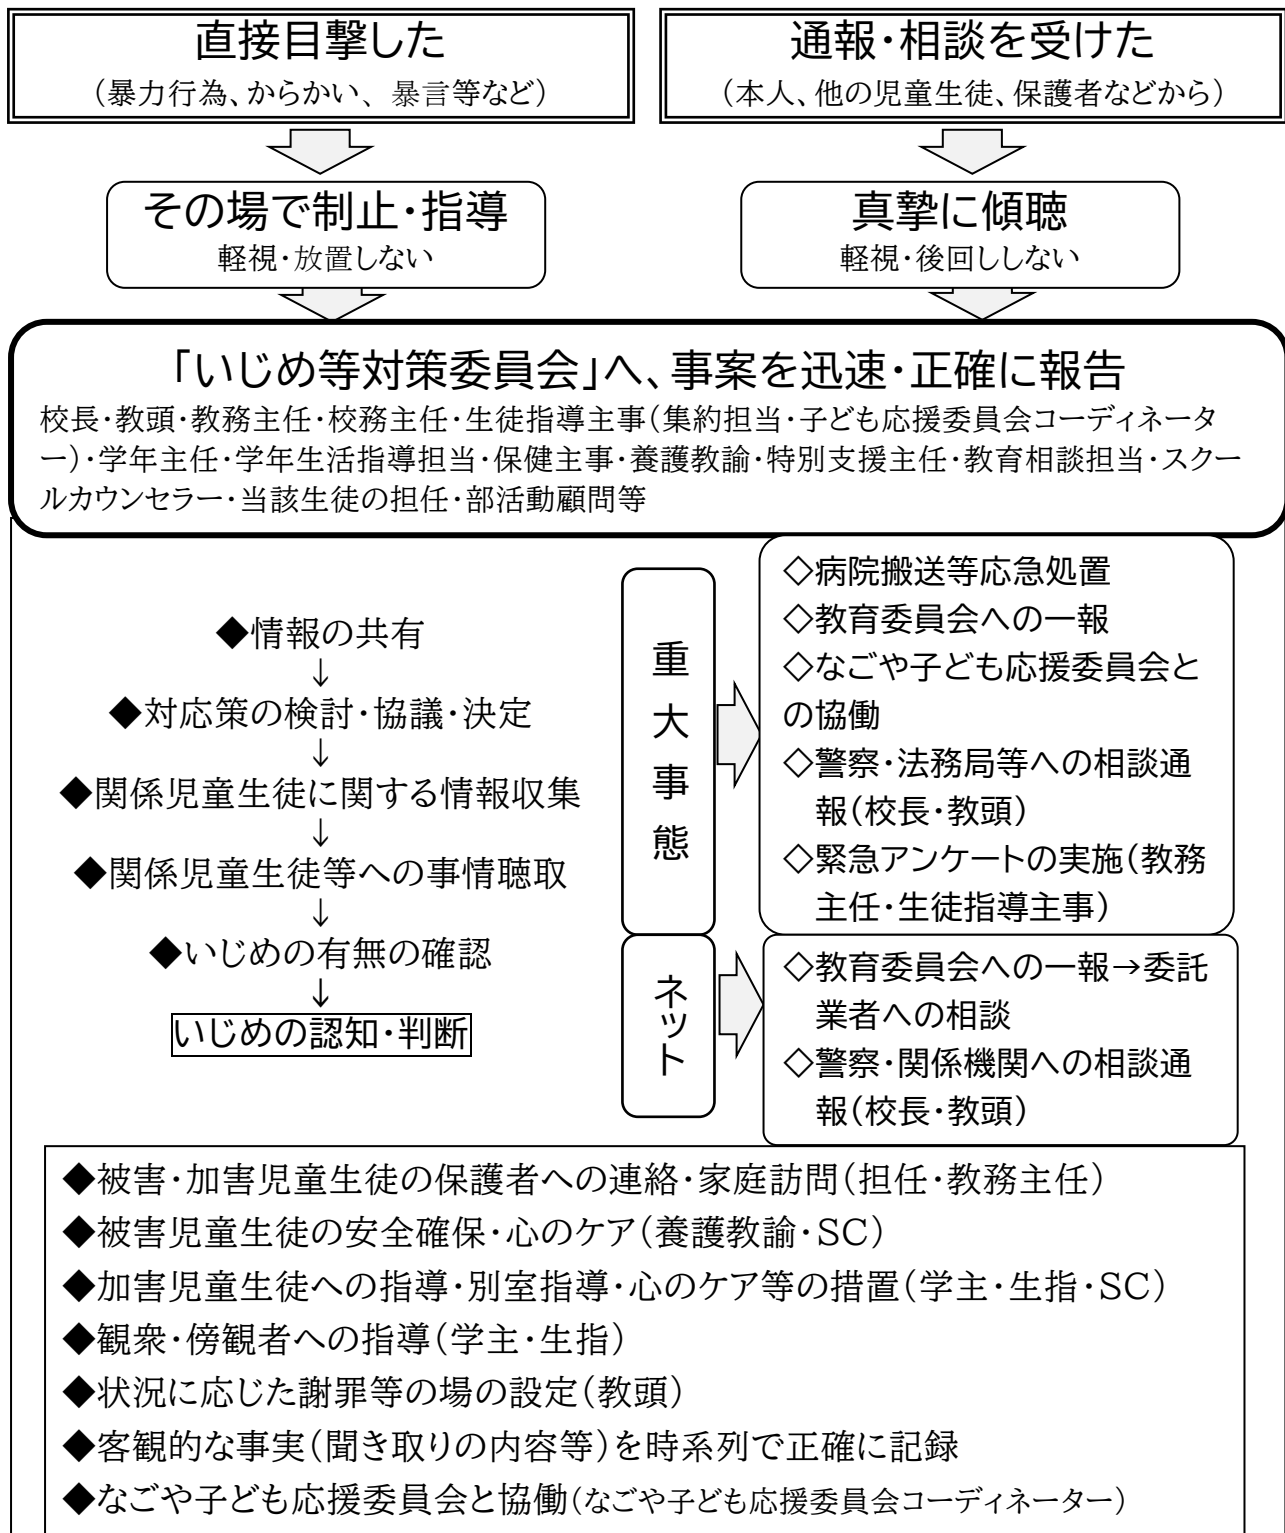 直接目撃した
（暴力行為、からかい、暴言等など）
通報・相談を受けた
（本人、他の児童生徒、保護者などから）
その場で制止・指導
軽視・放置しない
真摯に傾聴
軽視・後回ししない
「いじめ等対策委員会」へ、事案を迅速・正確に報告
校長・教頭・教務主任・校務主任・生徒指導主事（集約担当・子ども応援委員会コーディネータ
ー）・学年主任・学年生活指導担当・保健主事・養護教諭・特別支援主任・教育相談担当・スクー
ルカウンセラー・当該生徒の担任・部活動顧問等
◆情報の共有
↓
◆対応策の検討・協議・決定
↓
◆関係児童生徒に関する情報収集
↓
◆関係児童生徒等への事情聴取
↓
◆いじめの有無の確認
↓
いじめの認知・判断
重大事態
◇病院搬送等応急処置
◇教育委員会への一報
◇なごや子ども応援委員会と
の協働
◇警察・法務局等への相談通
報（校長・教頭）
◇緊急アンケートの実施（教務
主任・生徒指導主事）
ネット
◇教育委員会への一報→委託
業者への相談
◇警察・関係機関への相談通
報（校長・教頭）
◆被害・加害児童生徒の保護者への連絡・家庭訪問（担任・教務主任）
◆被害児童生徒の安全確保・心のケア（養護教諭・SC）
◆加害児童生徒への指導・別室指導・心のケア等の措置（学主・生指・SC）
◆観衆・傍観者への指導（学主・生指）
◆状況に応じた謝罪等の場の設定（教頭）
◆客観的な事実（聞き取りの内容等）を時系列で正確に記録
◆なごや子ども応援委員会と協働（なごや子ども応援委員会コーディネーター）